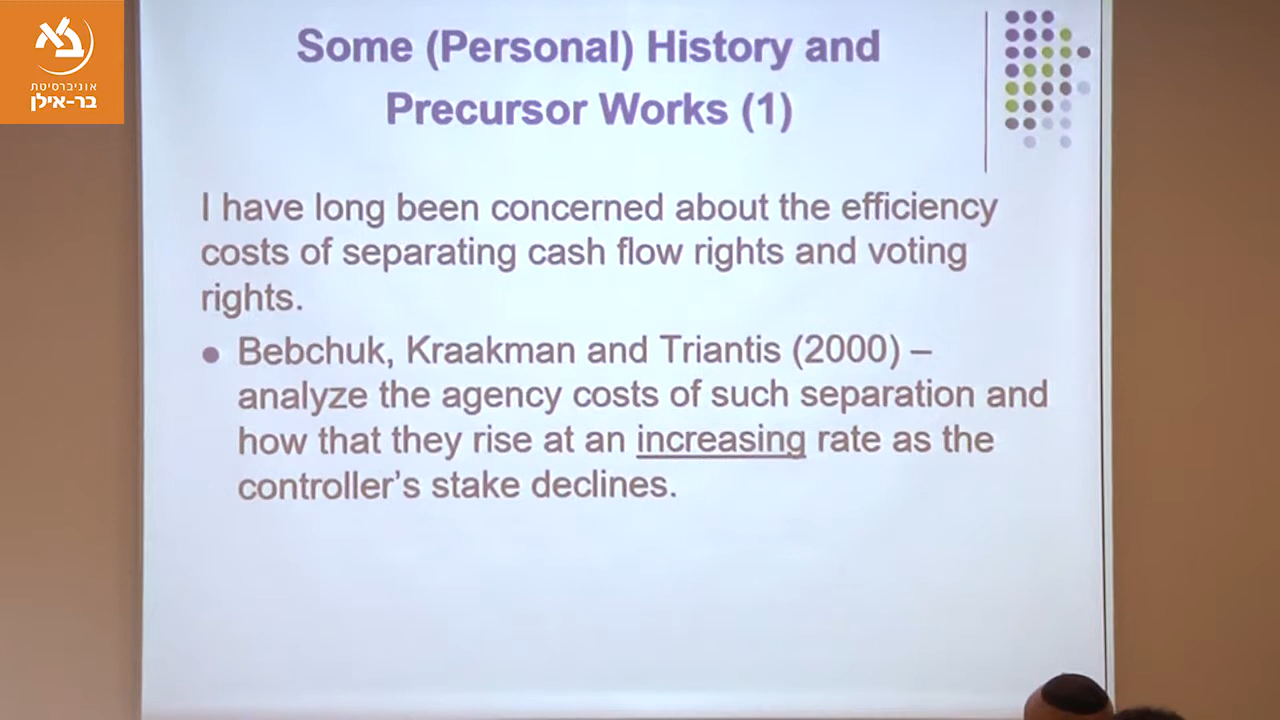 אוניברסיטת
בר-אילן
Some (Personal) History and
Precursor Works (1)
I have long been concerned about the efficiency
costs of separating cash flow rights and voting
rights.
● Bebchuk, Kraakman and Triantis (2000) –
analyze the agency costs of such separation and
how that they rise at an increasing rate as the
controller's stake declines.